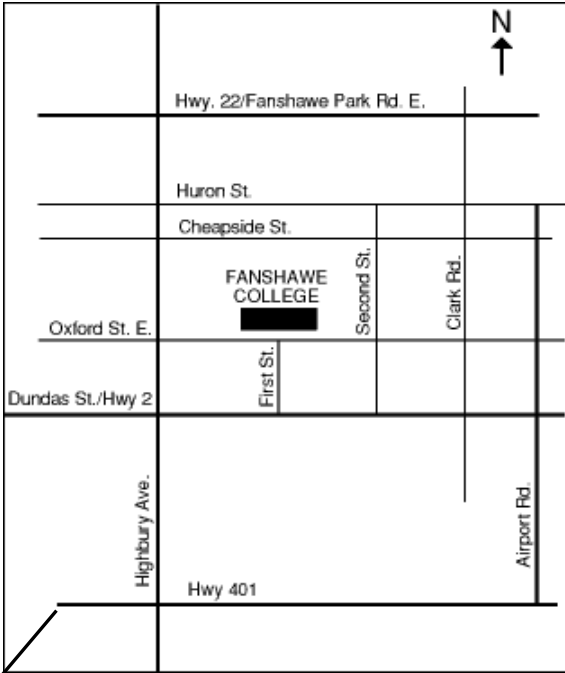 N
Hwy. 22/Fanshawe Park Rd. E.
Huron St.
Cheapside St.
Second St.
Clark Rd.
FANSHAWE
COLLEGE
Oxford St. E.
First St.
Dundas St./Hwy 2
Highbury Ave.
Airport Rd.
Hwy 401